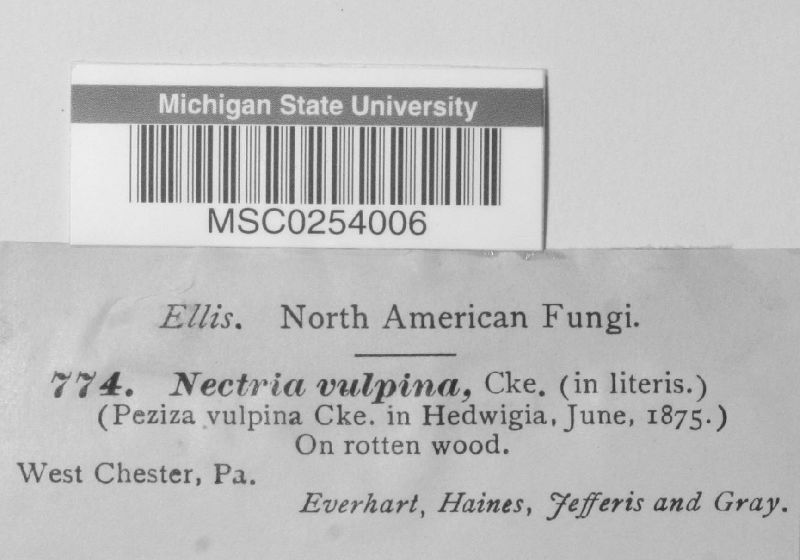 Michigan State University
MSC0254006
Ellis. North American Fungi.
774. Nectria vulpina, Cke. (in literis.)
(Peziza vulpina Cke. in Hedwigia, June, 1875.)
On rotten wood.
West Chester, Pa.
Everhart, Haines, Jefferis and Gray.